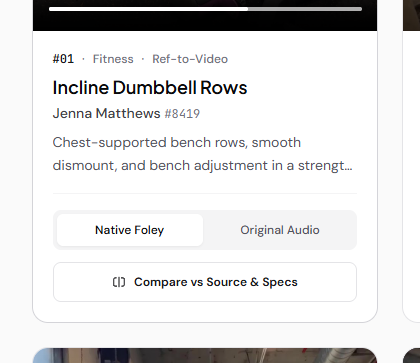 #01 · Fitness · Ref-to-Video
Incline Dumbbell Rows
Jenna Matthews #8419
Chest-supported bench rows, smooth
dismount, and bench adjustment in a strengt...
Native Foley Original Audio
Compare vs Source & Specs